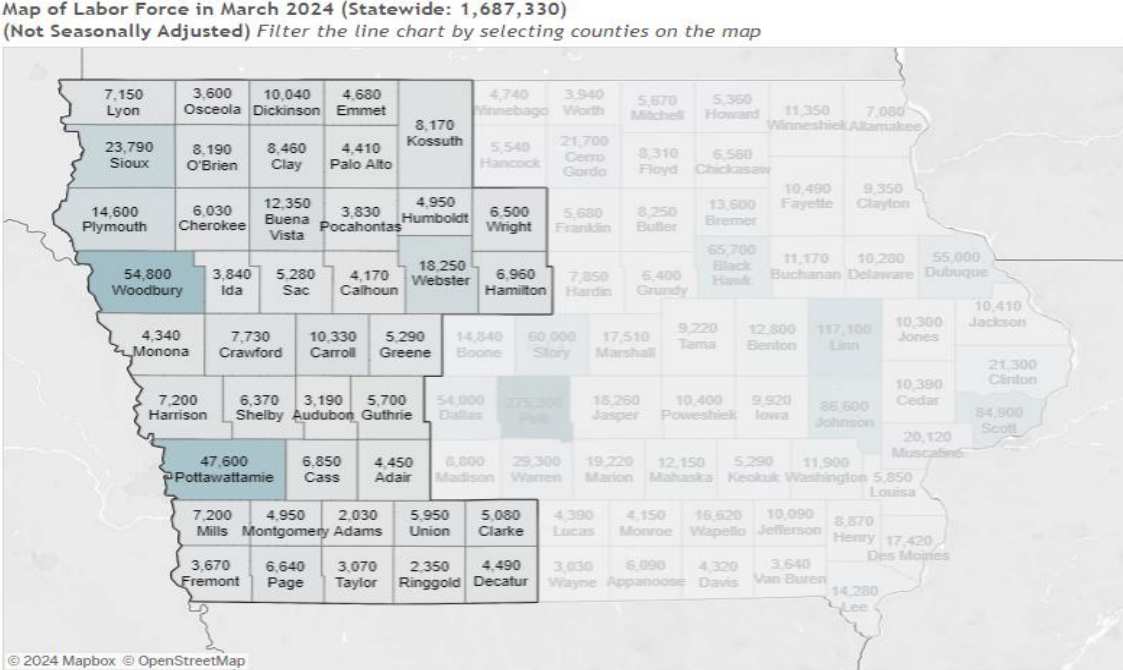 Map of Labor Force in March 2024 (Statewide: 1,687,330)
(Not Seasonally Adjusted) Filter the line chart by selecting counties on the map
7,150 3,600 10,040 4,680 4,740 3,940 5,670 5,360 11,350 7,080
Lyon Osceola Dickinson Emmet Winnebago Worth Mitchell Howard Winneshiek Allamakee
8,170
Kossuth
23,790 8,190 8,460 4,410 5,540 21,700 8,310 6,560
Sioux O'Brien Clay Palo Alto Hancock Cerro Gordo Floyd Chickasaw
10,490 9,350
Fayette Clayton
14,600 6,030 12,350 3,830 4,950 6,500 5,680 8,250 13,600
Plymouth Cherokee Buena Vista Pocahontas Humboldt Wright Franklin Butler Bremer
54,800 3,840 5,280 4,170 18,250 6,960 7,850 6,400 65,700 11,170 10,280 55,000
Woodbury Ida Sac Calhoun Webster Hamilton Hardin Grundy Black Hawk Buchanan Delaware Dubuque
4,340 7,730 10,330 5,290 14,840 60,000 17,510 9,220 12,800 117,100 10,300 10,410
Monona Crawford Carroll Greene Boone Story Marshall Tama Benton Linn Jones Jackson
21,300
Clinton
7,200 6,370 3,190 5,700 54,000 18,260 10,400 9,920 86,600 10,390 84,900
Harrison Shelby Audubon Guthrie Dallas Polk Jasper Poweshiek Iowa Johnson Cedar Scott
20,120
Muscatine
47,600 6,850 4,450 8,800 29,300 19,220 12,150 5,290 11,900 5,850
Pottawattamie Cass Adair Madison Warren Marion Mahaska Keokuk Washington Louisa
7,200 4,950 2,030 5,950 5,080 4,390 4,150 16,620 10,090 8,870 17,420
Mills Montgomery Adams Union Clarke Lucas Monroe Wapello Jefferson Henry Des Moines
3,670 6,640 3,070 2,350 4,490 3,030 6,090 4,320 3,640 14,280
Fremont Page Taylor Ringgold Decatur Wayne Appanoose Davis Van Buren Lee
© 2024 Mapbox © OpenStreetMap